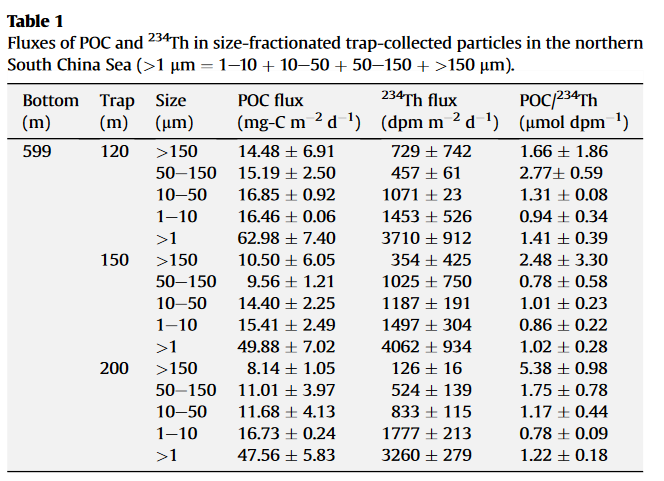 Table 1
Fluxes of POC and ²³⁴Th in size-fractionated trap-collected particles in the northern
South China Sea (>1 μm = 1–10 + 10–50 + 50–150 + >150 μm).
Bottom Trap Size POC flux ²³⁴Th flux POC/²³⁴Th
(m) (m) (μm) (mg-C m⁻² d⁻¹) (dpm m⁻² d⁻¹) (μmol dpm⁻¹)
599 120 >150 14.48 ± 6.91 729 ± 742 1.66 ± 1.86
50–150 15.19 ± 2.50 457 ± 61 2.77± 0.59
10–50 16.85 ± 0.92 1071 ± 23 1.31 ± 0.08
1–10 16.46 ± 0.06 1453 ± 526 0.94 ± 0.34
>1 62.98 ± 7.40 3710 ± 912 1.41 ± 0.39
150 >150 10.50 ± 6.05 354 ± 425 2.48 ± 3.30
50–150 9.56 ± 1.21 1025 ± 750 0.78 ± 0.58
10–50 14.40 ± 2.25 1187 ± 191 1.01 ± 0.23
1–10 15.41 ± 2.49 1497 ± 304 0.86 ± 0.22
>1 49.88 ± 7.02 4062 ± 934 1.02 ± 0.28
200 >150 8.14 ± 1.05 126 ± 16 5.38 ± 0.98
50–150 11.01 ± 3.97 524 ± 139 1.75 ± 0.78
10–50 11.68 ± 4.13 833 ± 115 1.17 ± 0.44
1–10 16.73 ± 0.24 1777 ± 213 0.78 ± 0.09
>1 47.56 ± 5.83 3260 ± 279 1.22 ± 0.18